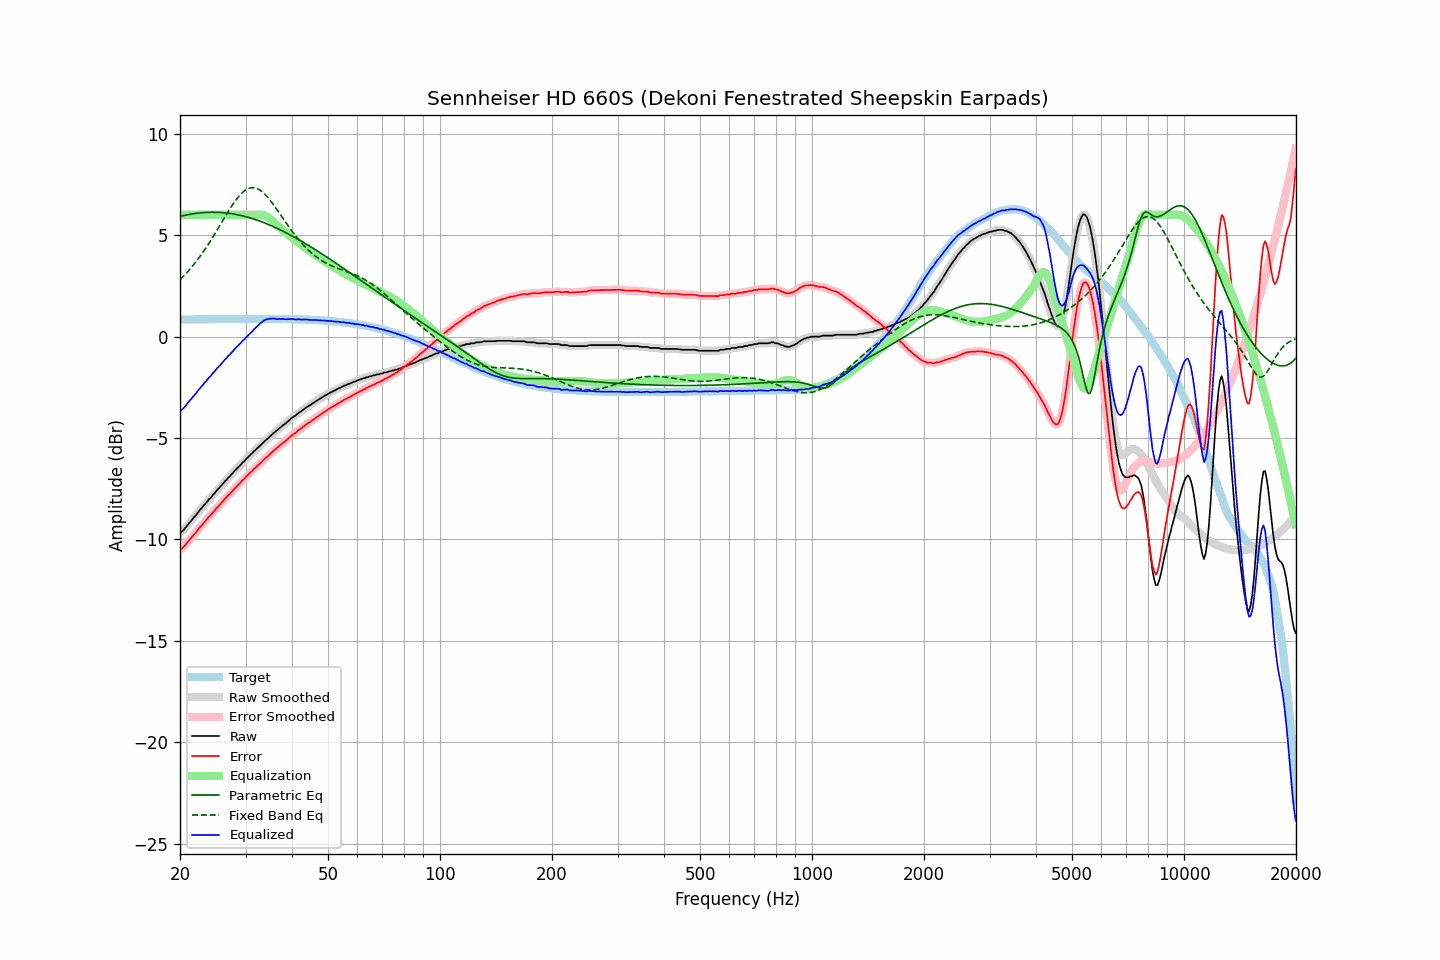 Sennheiser HD 660S (Dekoni Fenestrated Sheepskin Earpads)
Amplitude (dBr)
10
5
0
−5
−10
−15
−20
−25
Target
Raw Smoothed
Error Smoothed
Raw
Error
Equalization
Parametric Eq
Fixed Band Eq
Equalized
20 50 100 200 500 1000 2000 5000 10000 20000
Frequency (Hz)